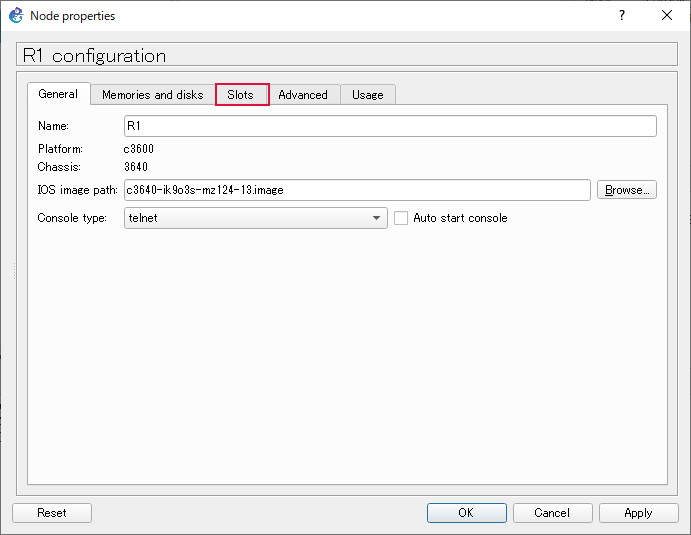 Node properties
R1 configuration
General Memories and disks Slots Advanced Usage
Name: R1
Platform: c3600
Chassis: 3640
IOS image path: c3640-ik9o3s-mz124-13.image Browse...
Console type: telnet Auto start console
Reset OK Cancel Apply